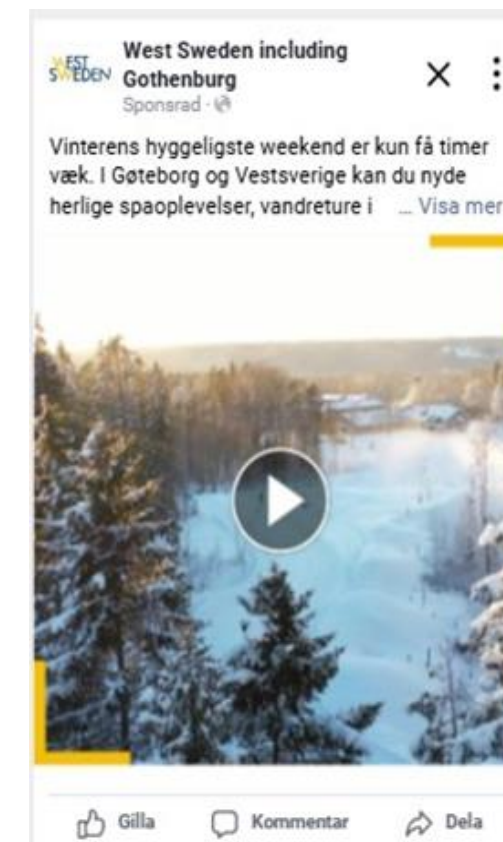 WEST
SWEDEN
West Sweden including
Gothenburg
Sponsrad ·
Vinterens hyggeligste weekend er kun få timer
væk. I Gøteborg og Vestsverige kan du nyde
herlige spaoplevelser, vandreture i ... Visa mer
Gilla Kommentar Dela